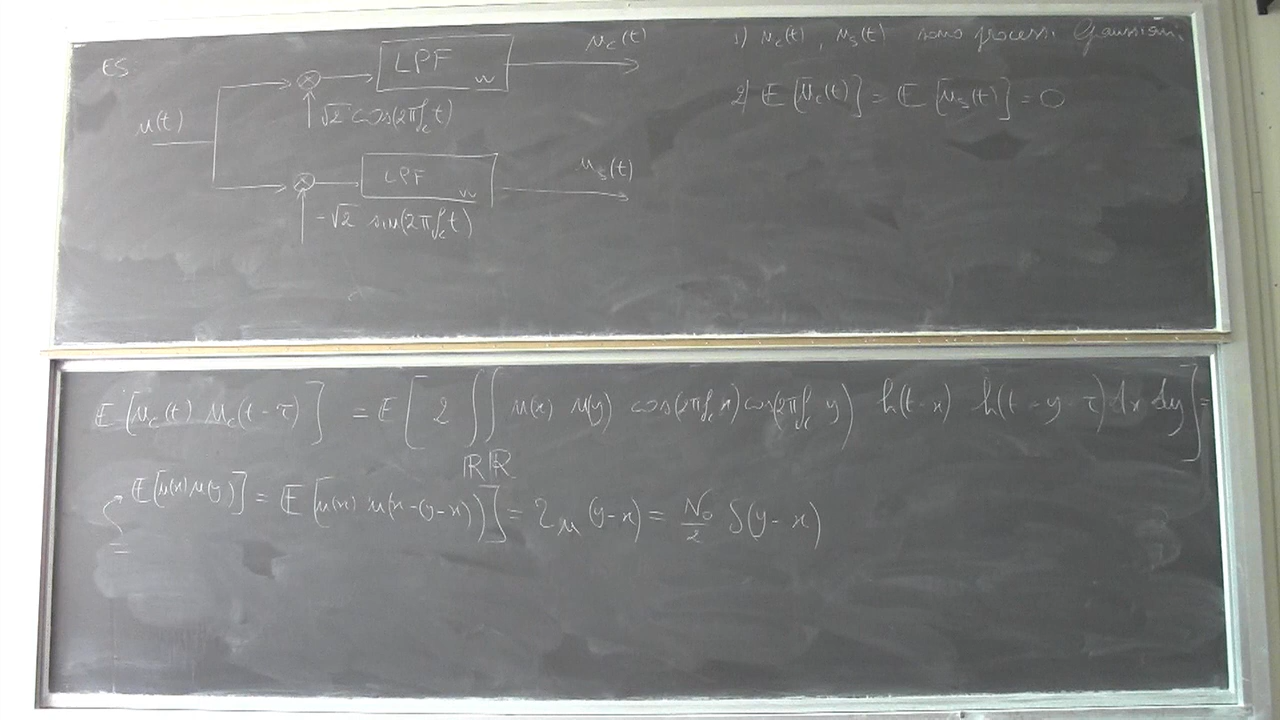 ES
n(t)
LPF
W
n_c(t)
√2 cos(2πf_c t)
LPF
W
n_s(t)
-√2 sin(2πf_c t)
1) n_c(t), n_s(t) sono processi Gaussiani
2) E[n_c(t)] = E[n_s(t)] = 0
E[n_c(t) n_c(t-τ)] = E[2 ∬ n(x) n(y) cos(2πf_c x) cos(2πf_c y) h(t-x) h(t-y-τ) dx dy] =
ℝℝ
E[n(x) n(y)] = E[n(x) n(x-(y-x))] = r_n (y-x) = N₀/2 δ(y-x)
=